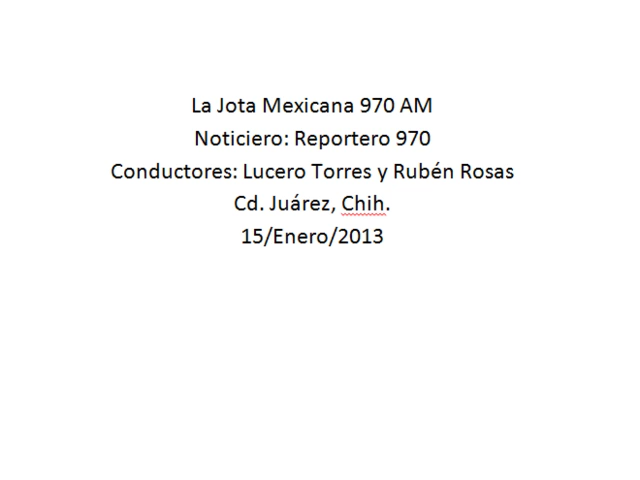 La Jota Mexicana 970 AM
Noticiero: Reportero 970
Conductores: Lucero Torres y Rubén Rosas
Cd. Juárez, Chih.
15/Enero/2013